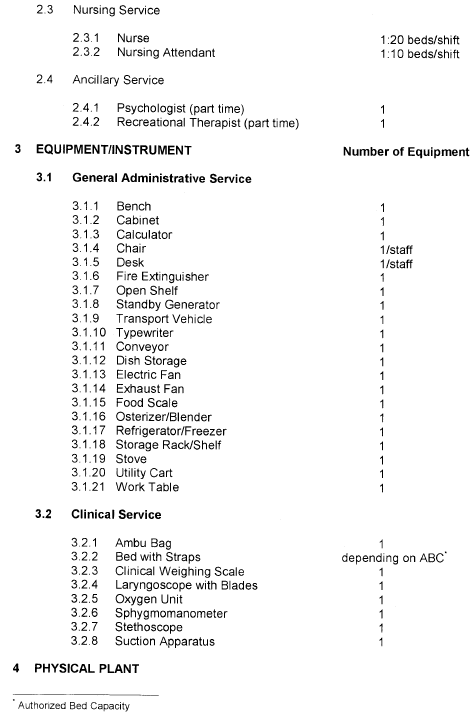 2.3 Nursing Service
2.3.1 Nurse 1:20 beds/shift
2.3.2 Nursing Attendant 1:10 beds/shift
2.4 Ancillary Service
2.4.1 Psychologist (part time) 1
2.4.2 Recreational Therapist (part time) 1
3 EQUIPMENT/INSTRUMENT Number of Equipment
3.1 General Administrative Service
3.1.1 Bench 1
3.1.2 Cabinet 1
3.1.3 Calculator 1
3.1.4 Chair 1/staff
3.1.5 Desk 1/staff
3.1.6 Fire Extinguisher 1
3.1.7 Open Shelf 1
3.1.8 Standby Generator 1
3.1.9 Transport Vehicle 1
3.1.10 Typewriter 1
3.1.11 Conveyor 1
3.1.12 Dish Storage 1
3.1.13 Electric Fan 1
3.1.14 Exhaust Fan 1
3.1.15 Food Scale 1
3.1.16 Osterizer/Blender 1
3.1.17 Refrigerator/Freezer 1
3.1.18 Storage Rack/Shelf 1
3.1.19 Stove 1
3.1.20 Utility Cart 1
3.1.21 Work Table 1
3.2 Clinical Service
3.2.1 Ambu Bag 1
3.2.2 Bed with Straps depending on ABC*
3.2.3 Clinical Weighing Scale 1
3.2.4 Laryngoscope with Blades 1
3.2.5 Oxygen Unit 1
3.2.6 Sphygmomanometer 1
3.2.7 Stethoscope 1
3.2.8 Suction Apparatus 1
4 PHYSICAL PLANT
* Authorized Bed Capacity